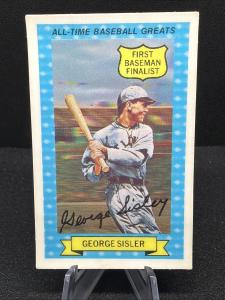 ALL-TIME BASEBALL GREATS
FIRST
BASEMAN
FINALIST
George Sisler
GEORGE SISLER